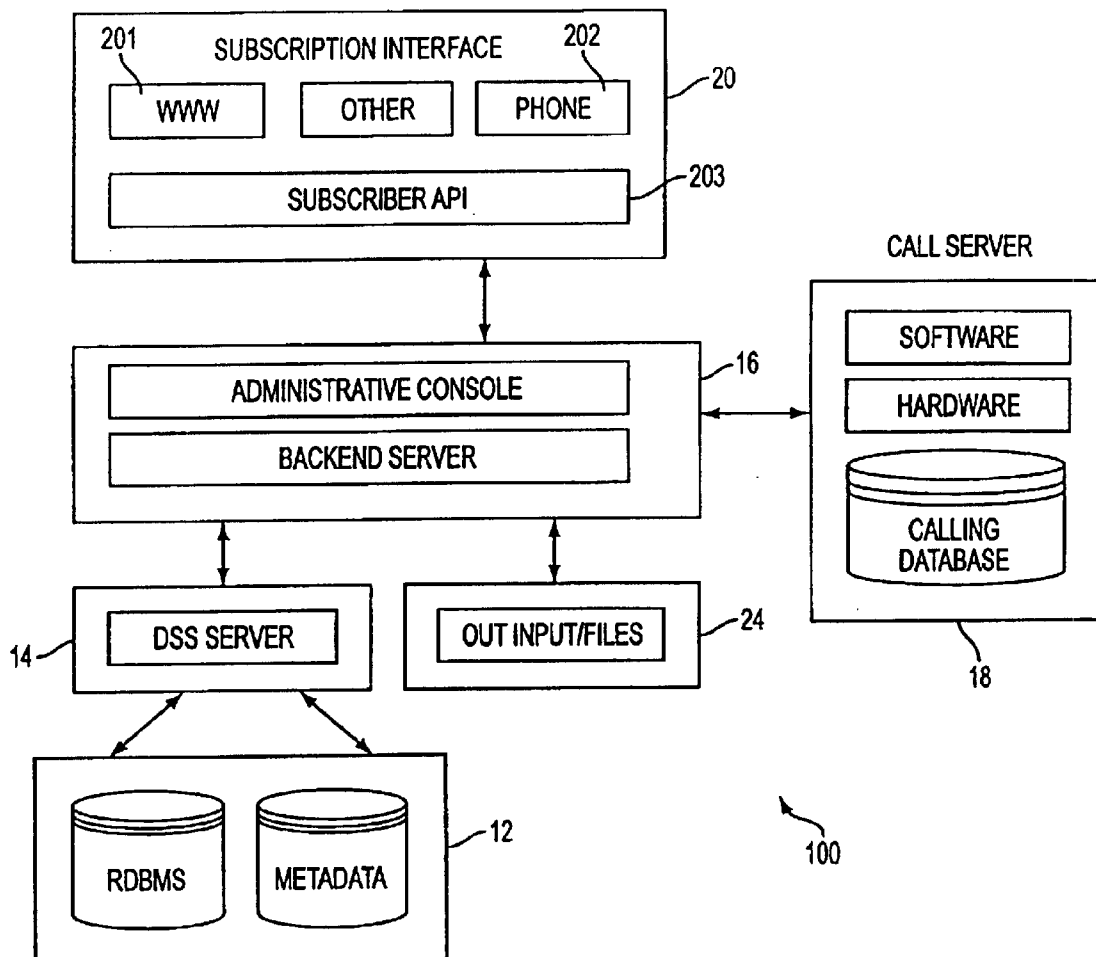 201
SUBSCRIPTION INTERFACE
202
20
WWW
OTHER
PHONE
SUBSCRIBER API
203
CALL SERVER
16
ADMINISTRATIVE CONSOLE
BACKEND SERVER
SOFTWARE
HARDWARE
CALLING
DATABASE
18
14
DSS SERVER
OUT INPUT/FILES
24
12
RDBMS
METADATA
100